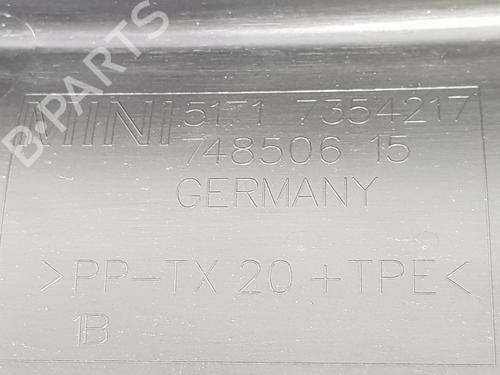 B-PARTS
MINI 5171 7354217
748506 15
GERMANY
>PP-TX 20+TPE<
1B